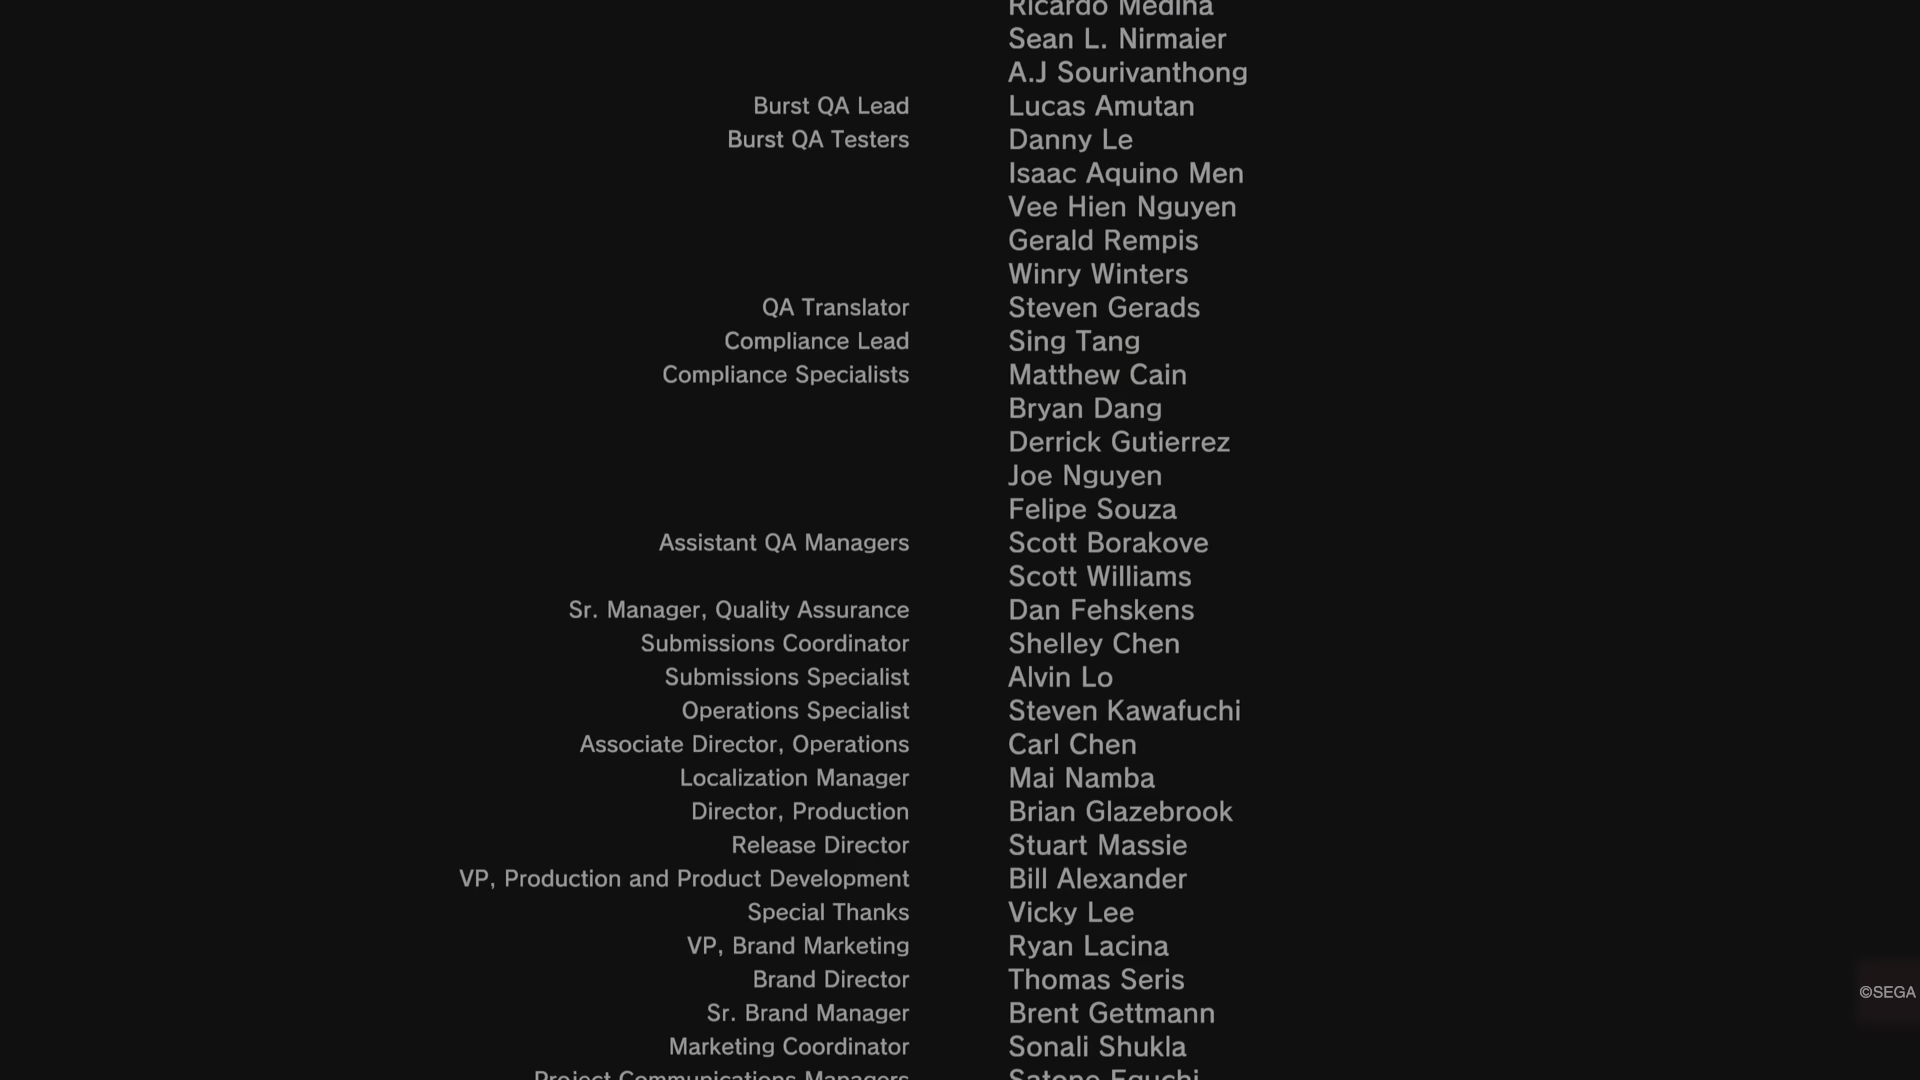 Ricardo Medina
Sean L. Nirmaier
A.J Sourivanthong
Burst QA Lead Lucas Amutan
Burst QA Testers Danny Le
Isaac Aquino Men
Vee Hien Nguyen
Gerald Rempis
Winry Winters
QA Translator Steven Gerads
Compliance Lead Sing Tang
Compliance Specialists Matthew Cain
Bryan Dang
Derrick Gutierrez
Joe Nguyen
Felipe Souza
Assistant QA Managers Scott Borakove
Scott Williams
Sr. Manager, Quality Assurance Dan Fehskens
Submissions Coordinator Shelley Chen
Submissions Specialist Alvin Lo
Operations Specialist Steven Kawafuchi
Associate Director, Operations Carl Chen
Localization Manager Mai Namba
Director, Production Brian Glazebrook
Release Director Stuart Massie
VP, Production and Product Development Bill Alexander
Special Thanks Vicky Lee
VP, Brand Marketing Ryan Lacina
Brand Director Thomas Seris
©SEGA
Sr. Brand Manager Brent Gettmann
Marketing Coordinator Sonali Shukla
Project Communications Managers Satone Eguchi